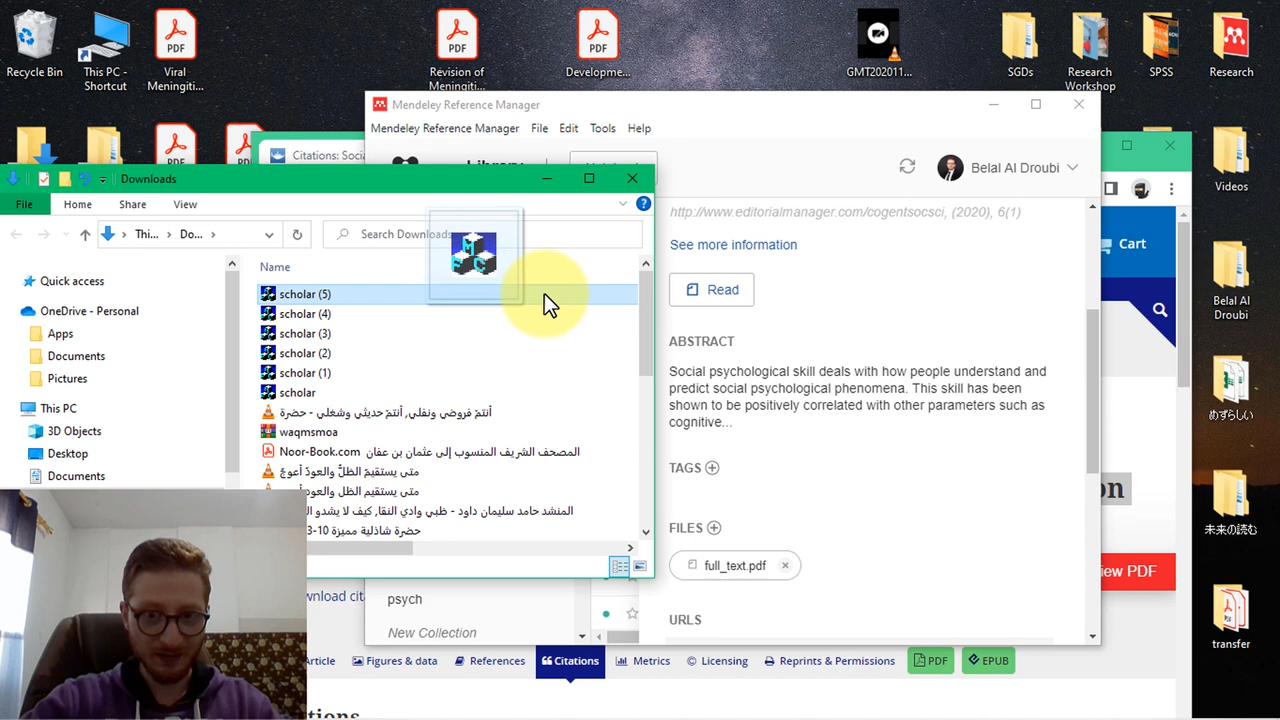 Recycle Bin
This PC - Shortcut
Viral Meningiti...
Revision of Meningiti...
Developme...
GMT202011...
SGDs
Research Workshop
SPSS
Research
Mendeley Reference Manager
Mendeley Reference Manager File Edit Tools Help
Citations: Soci
Library
Belal Al Droubi
Downloads
File Home Share View
Thi... Do... Search Downloads
Name
Quick access
OneDrive - Personal
Apps
Documents
Pictures
This PC
3D Objects
Desktop
Documents
scholar (5)
scholar (4)
scholar (3)
scholar (2)
scholar (1)
scholar
أنتمْ فروضي ونفلي, أنتمْ حديثي وشغلي - حضرة
waqmsmoa
Noor-Book.com المصحف الشريف المنسوب إلى عثمان بن عفان
متى يستقيمُ الظلُّ والعودُ أعوجٌ
متى يستقيم الظل والعود أ
المنشد حامد سليمان داود - ظبي وادي النقا, كيف لا يشدو ال
حضرة شاذلية مميزة 10-3
MFC
http://www.editorialmanager.com/cogentsocsci, (2020), 6(1)
See more information
Read
ABSTRACT
Social psychological skill deals with how people understand and
predict social psychological phenomena. This skill has been
shown to be positively correlated with other parameters such as
cognitive...
TAGS
FILES
full_text.pdf
URLS
psych
New Collection
Cart
on
iew PDF
ownload cita
Article Figures & data References Citations Metrics Licensing Reprints & Permissions PDF EPUB
tions
Videos
Belal Al Droubi
めずらしい
未来の読む
transfer